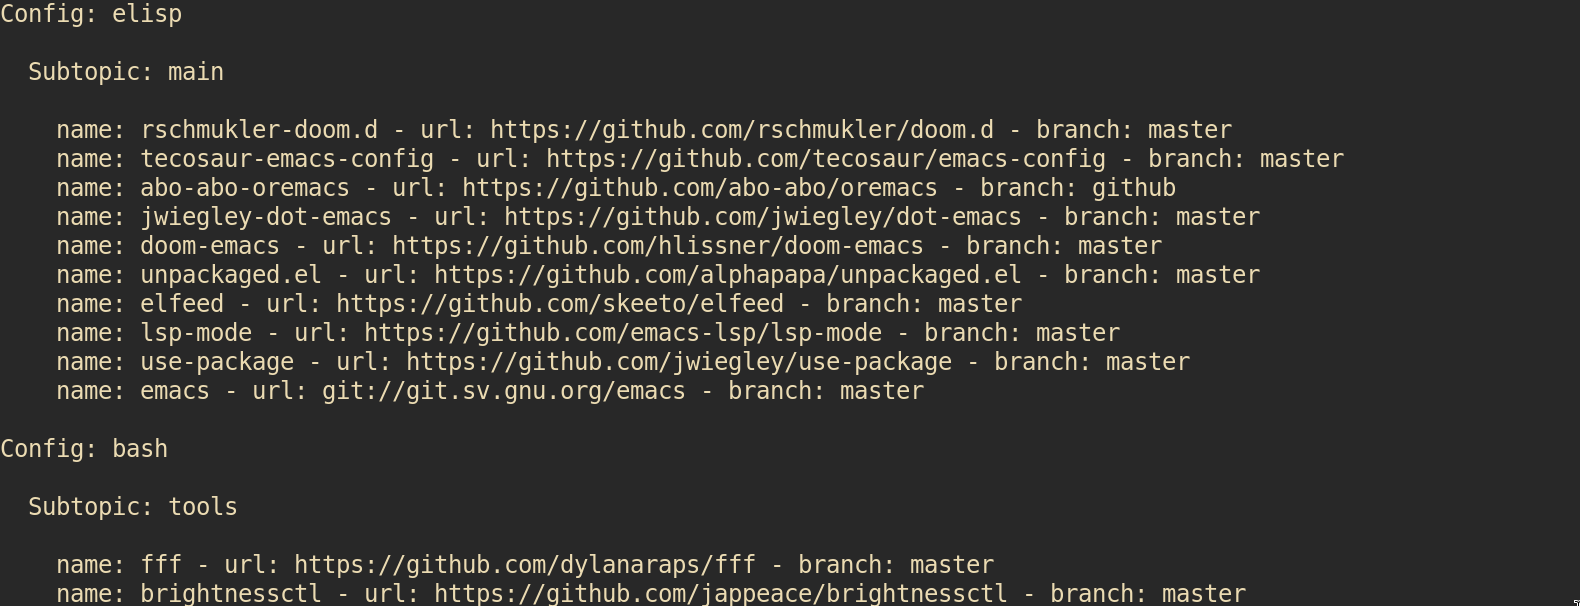 Config: elisp
Subtopic: main
name: rschmukler-doom.d - url: https://github.com/rschmukler/doom.d - branch: master
name: tecosaur-emacs-config - url: https://github.com/tecosaur/emacs-config - branch: master
name: abo-abo-oremacs - url: https://github.com/abo-abo/oremacs - branch: github
name: jwiegley-dot-emacs - url: https://github.com/jwiegley/dot-emacs - branch: master
name: doom-emacs - url: https://github.com/hlissner/doom-emacs - branch: master
name: unpackaged.el - url: https://github.com/alphapapa/unpackaged.el - branch: master
name: elfeed - url: https://github.com/skeeto/elfeed - branch: master
name: lsp-mode - url: https://github.com/emacs-lsp/lsp-mode - branch: master
name: use-package - url: https://github.com/jwiegley/use-package - branch: master
name: emacs - url: git://git.sv.gnu.org/emacs - branch: master
Config: bash
Subtopic: tools
name: fff - url: https://github.com/dylanaraps/fff - branch: master
name: brightnessctl - url: https://github.com/jappeace/brightnessctl - branch: master